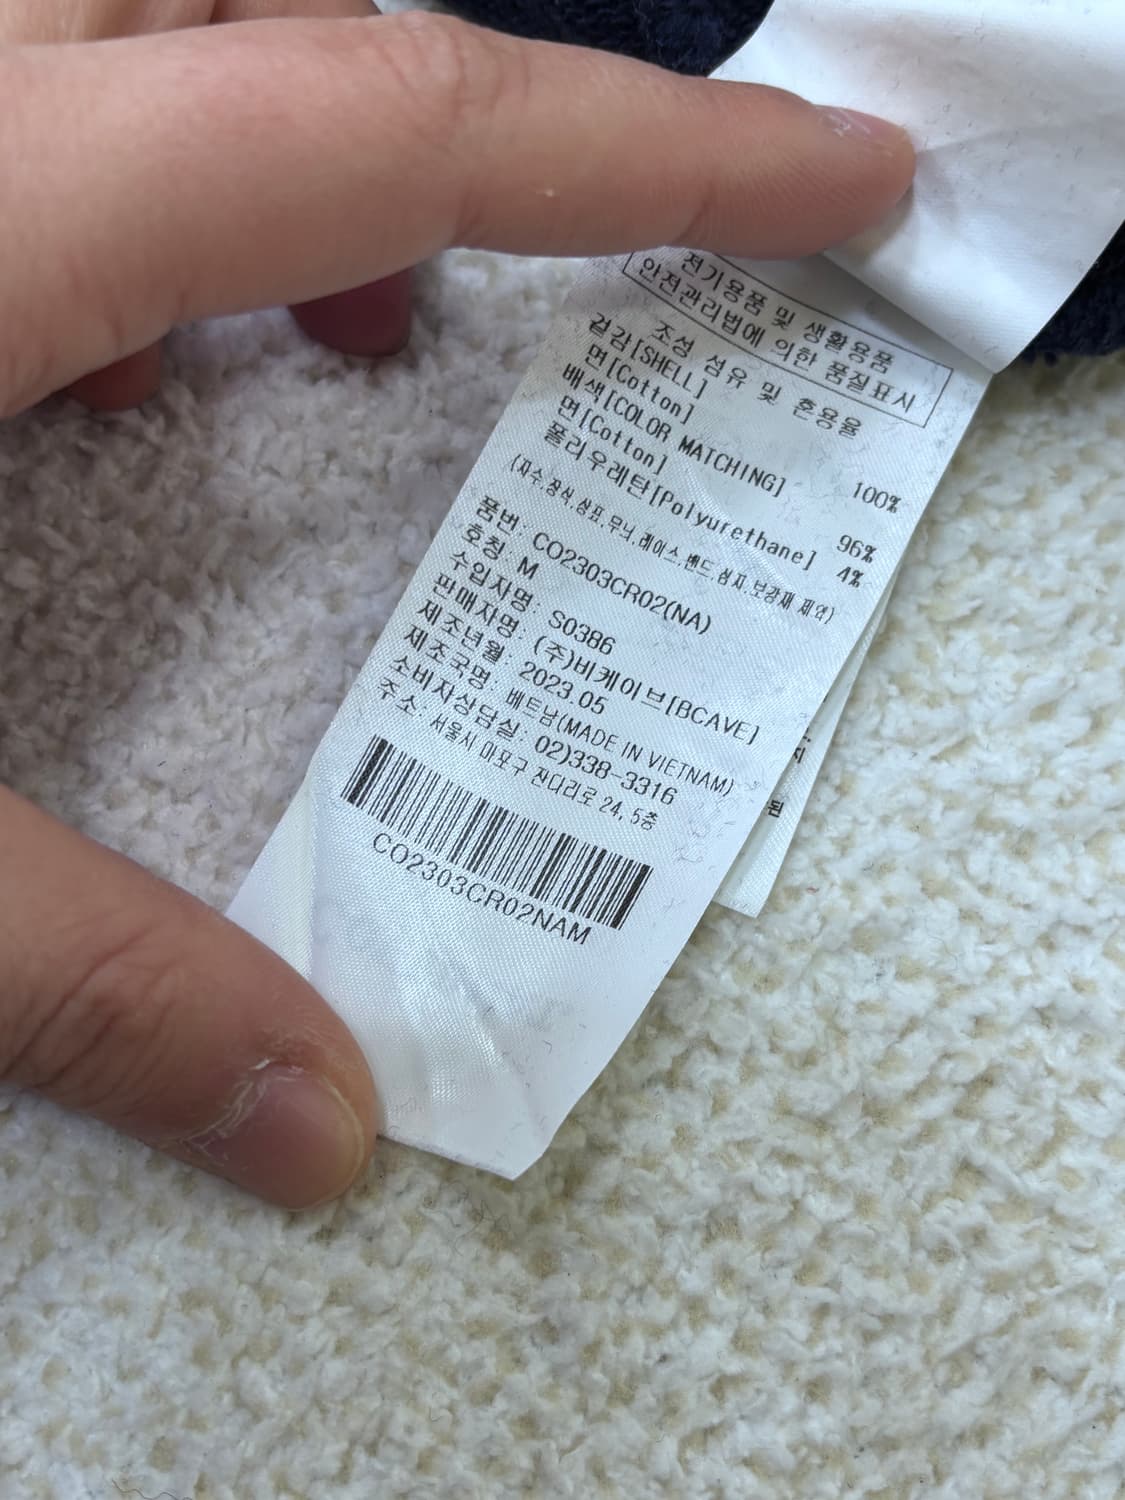 전기용품 및 생활용품
안전관리법에 의한 품질표시
조성 섬유 및 혼용율
겉감[SHELL]
면[Cotton] 100%
배색[COLOR MATCHING]
면[Cotton] 96%
폴리우레탄[Polyurethane] 4%
(자수.장식.상표.무늬.레이스.밴드.심지.보강재 제외)
품번: CO2303CR02(NA)
호칭: M
수입자명: S0386
판매자명: (주)비케이브[BCAVE]
제조년월: 2023.05
제조국명: 베트남(MADE IN VIETNAM)
소비자상담실: 02)338-3316
주소: 서울시 마포구 잔다리로 24, 5층
CO2303CR02NAM
지
됨